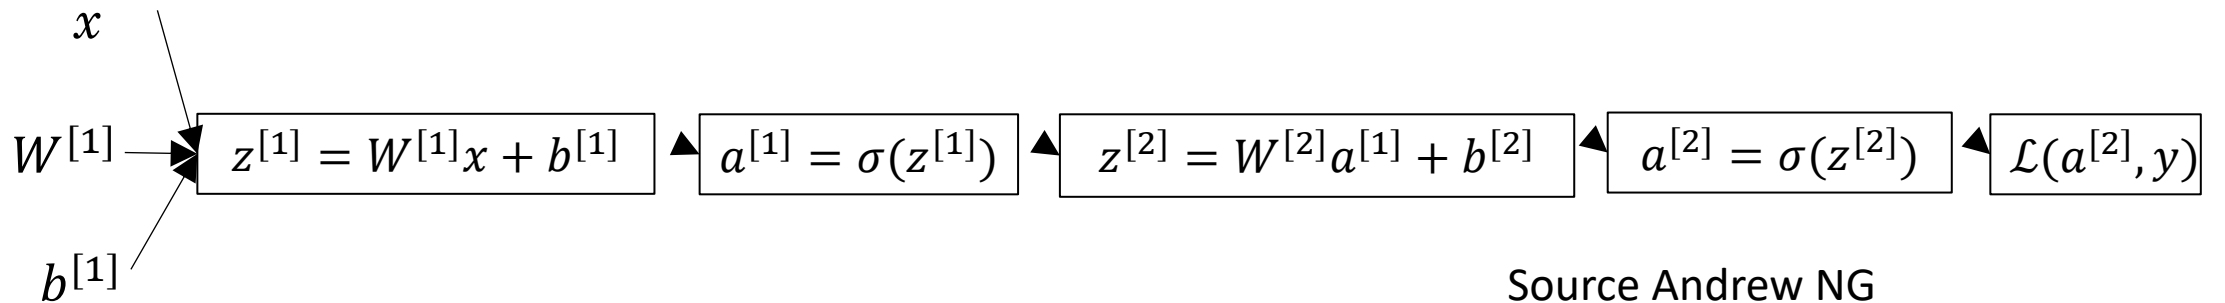 x
W^{[1]}
z^{[1]} = W^{[1]}x + b^{[1]}
a^{[1]} = σ(z^{[1]})
z^{[2]} = W^{[2]}a^{[1]} + b^{[2]}
a^{[2]} = σ(z^{[2]})
ℒ(a^{[2]}, y)
b^{[1]}
Source Andrew NG